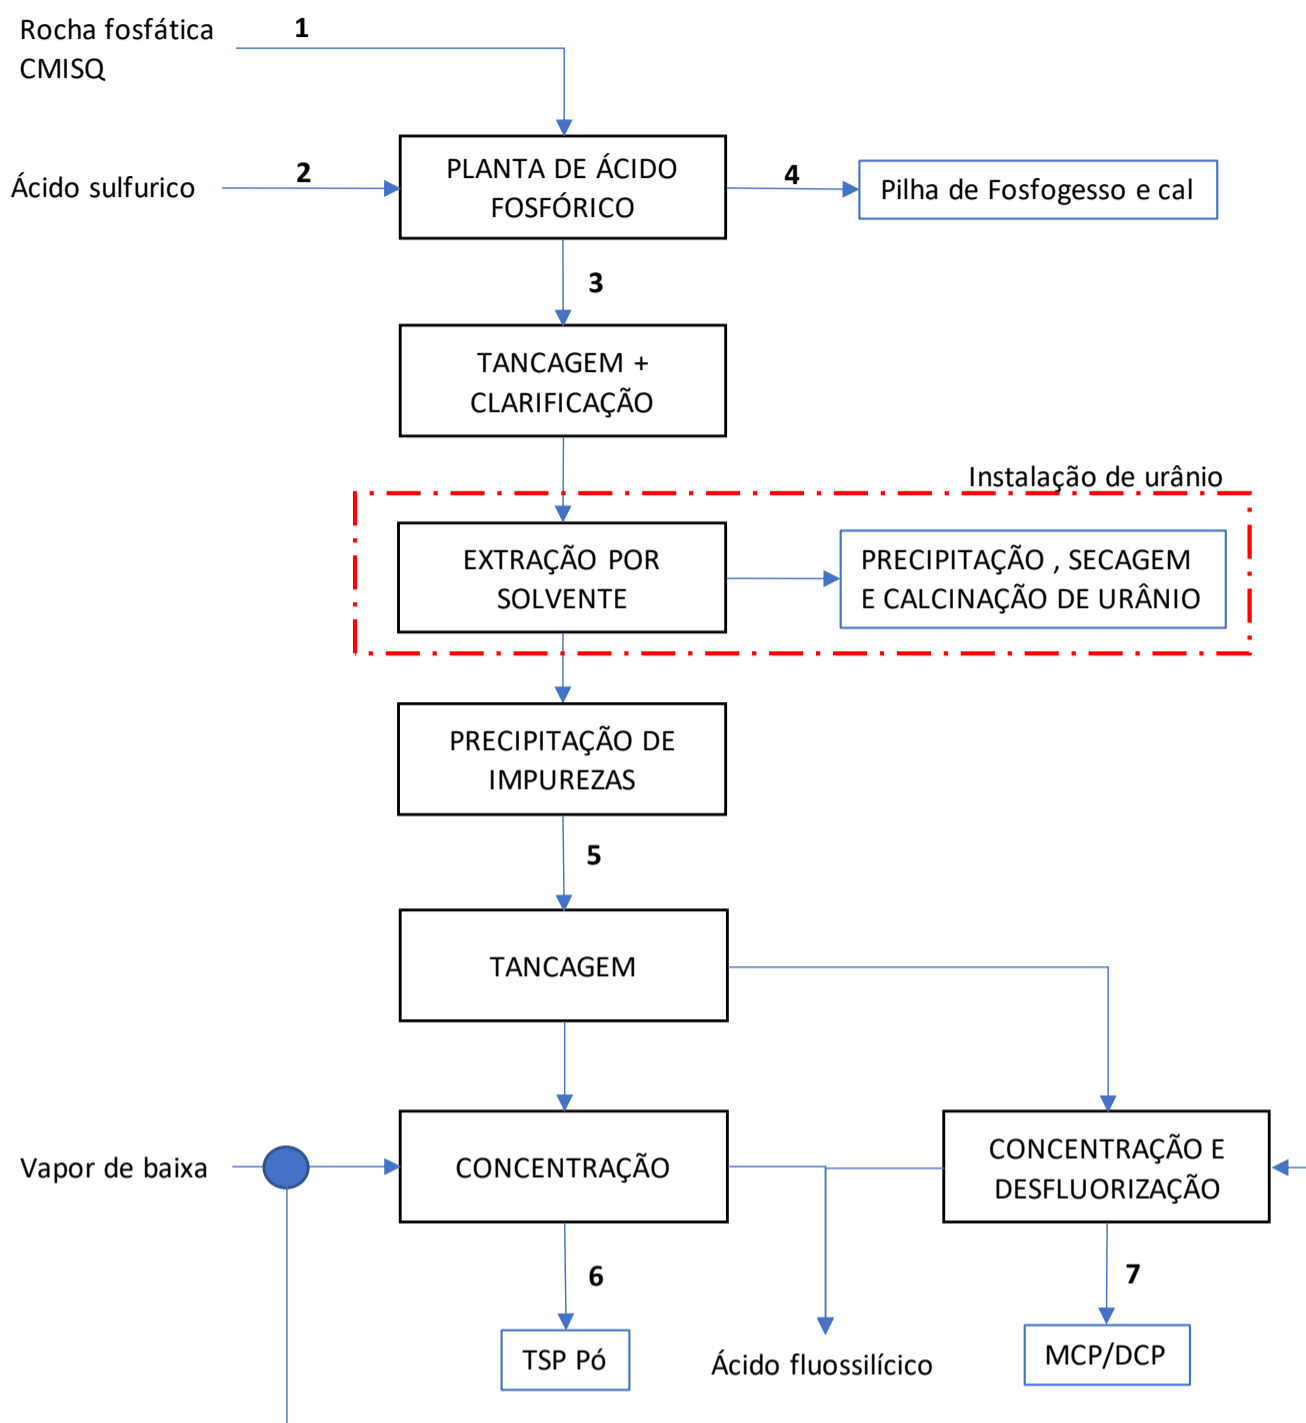 Rocha fosfática
CMISQ
1
Ácido sulfurico
2
PLANTA DE ÁCIDO
FOSFÓRICO
4
Pilha de Fosfogesso e cal
3
TANCAGEM +
CLARIFICAÇÃO
Instalação de urânio
EXTRAÇÃO POR
SOLVENTE
PRECIPITAÇÃO , SECAGEM
E CALCINAÇÃO DE URÂNIO
PRECIPITAÇÃO DE
IMPUREZAS
5
TANCAGEM
Vapor de baixa
CONCENTRAÇÃO
CONCENTRAÇÃO E
DESFLUORIZAÇÃO
6
7
TSP Pó
Ácido fluossilícico
MCP/DCP